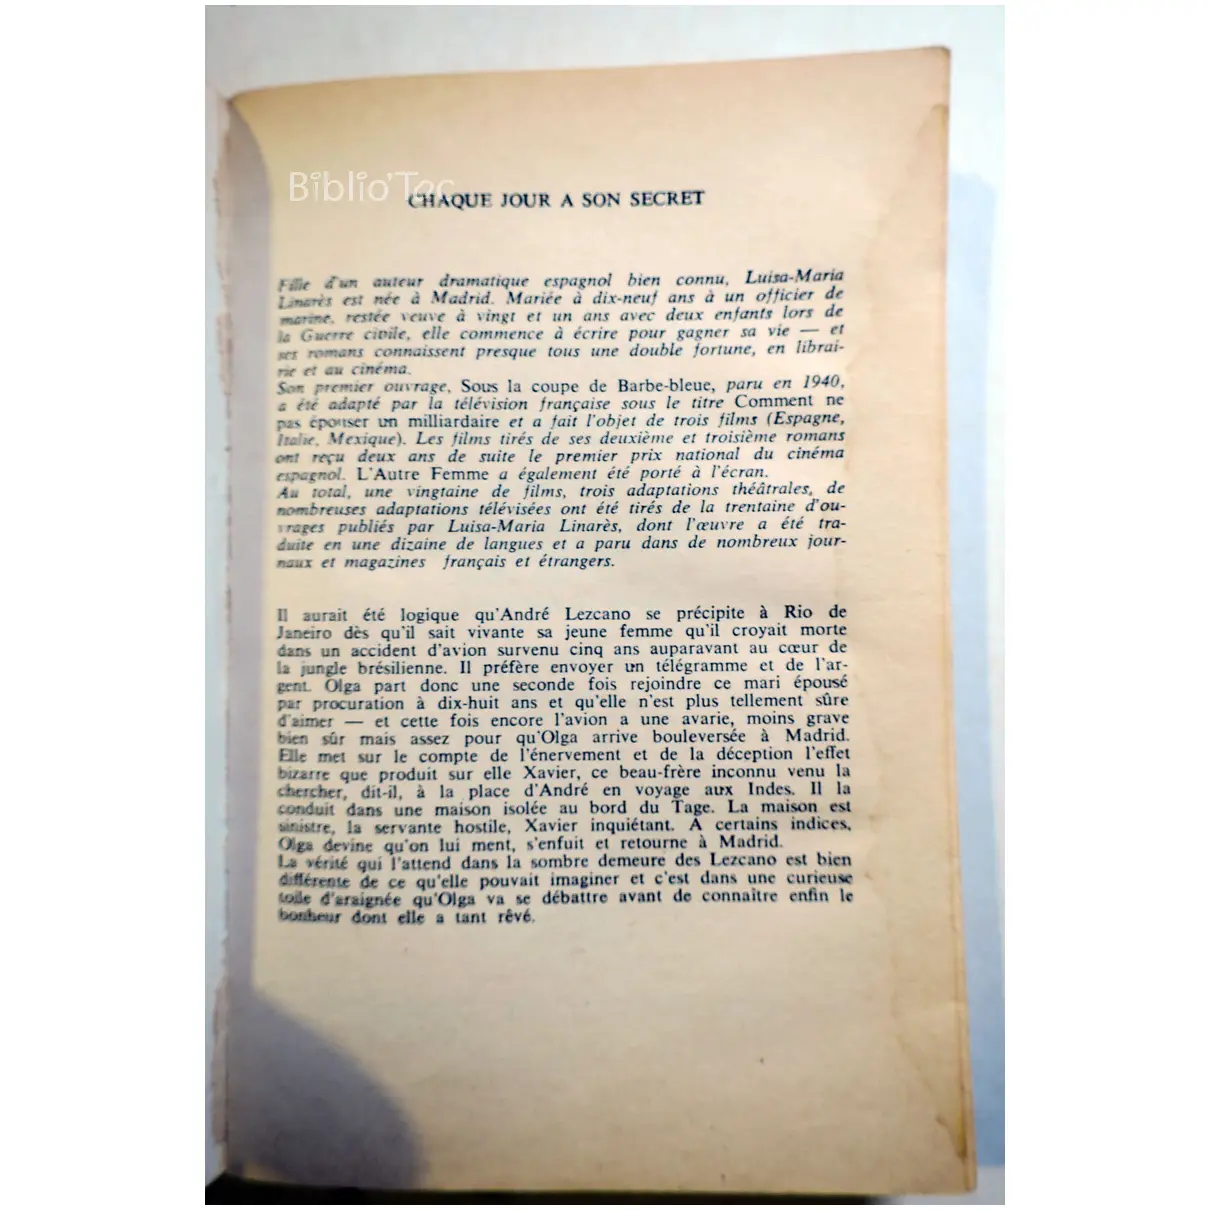 Biblio'Tec
CHAQUE JOUR A SON SECRET
Fille d'un auteur dramatique espagnol bien connu, Luisa-Maria
Linarès est née à Madrid. Mariée à dix-neuf ans à un officier de
marine, restée veuve à vingt et un ans avec deux enfants lors de
la Guerre civile, elle commence à écrire pour gagner sa vie — et
ses romans connaissent presque tous une double fortune, en librai-
rie et au cinéma.
Son premier ouvrage, Sous la coupe de Barbe-bleue, paru en 1940,
a été adapté par la télévision française sous le titre Comment ne
pas épouser un milliardaire et a fait l'objet de trois films (Espagne,
Italie, Mexique). Les films tirés de ses deuxième et troisième romans
ont reçu deux ans de suite le premier prix national du cinéma
espagnol. L'Autre Femme a également été porté à l'écran.
Au total, une vingtaine de films, trois adaptations théâtrales, de
nombreuses adaptations télévisées ont été tirés de la trentaine d'ou-
vrages publiés par Luisa-Maria Linarès, dont l'œuvre a été tra-
duite en une dizaine de langues et a paru dans de nombreux jour-
naux et magazines français et étrangers.
Il aurait été logique qu'André Lezcano se précipite à Rio de
Janeiro dès qu'il sait vivante sa jeune femme qu'il croyait morte
dans un accident d'avion survenu cinq ans auparavant au cœur de
la jungle brésilienne. Il préfère envoyer un télégramme et de l'ar-
gent. Olga part donc une seconde fois rejoindre ce mari épousé
par procuration à dix-huit ans et qu'elle n'est plus tellement sûre
d'aimer — et cette fois encore l'avion a une avarie, moins grave
bien sûr mais assez pour qu'Olga arrive bouleversée à Madrid.
Elle met sur le compte de l'énervement et de la déception l'effet
bizarre que produit sur elle Xavier, ce beau-frère inconnu venu la
chercher, dit-il, à la place d'André en voyage aux Indes. Il la
conduit dans une maison isolée au bord du Tage. La maison est
sinistre, la servante hostile, Xavier inquiétant. A certains indices,
Olga devine qu'on lui ment, s'enfuit et retourne à Madrid.
La vérité qui l'attend dans la sombre demeure des Lezcano est bien
différente de ce qu'elle pouvait imaginer et c'est dans une curieuse
toile d'araignée qu'Olga va se débattre avant de connaître enfin le
bonheur dont elle a tant rêvé.